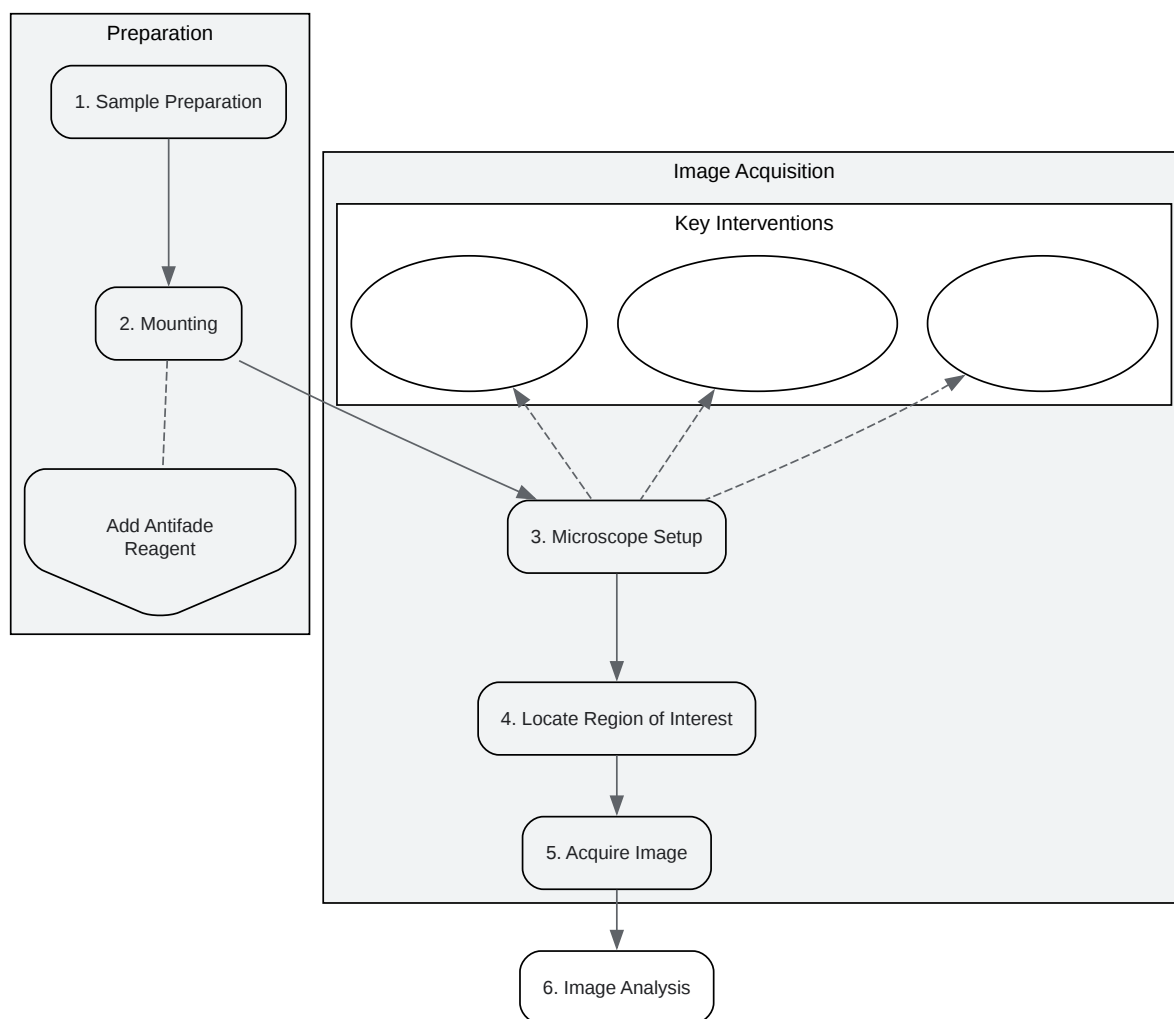 Preparation
1. Sample Preparation
Image Acquisition
Key Interventions
2. Mounting
Add Antifade
Reagent
3. Microscope Setup
4. Locate Region of Interest
5. Acquire Image
6. Image Analysis